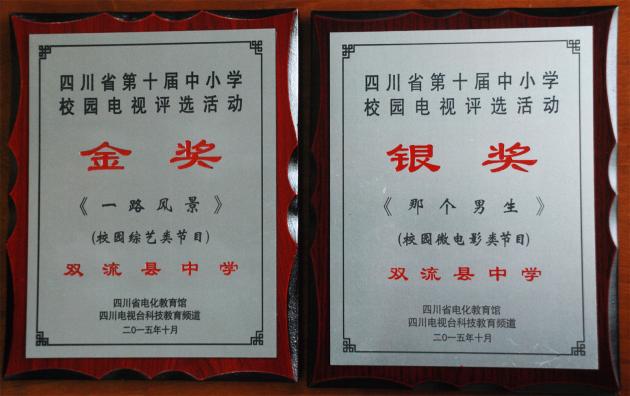 四川省第十届中小学
校园电视评选活动
金奖
《一路风景》
(校园综艺类节目)
双流县中学
四川省电化教育馆
四川电视台科技教育频道
二〇一五年十月
四川省第十届中小学
校园电视评选活动
银奖
《那个男生》
(校园微电影类节目)
双流县中学
四川省电化教育馆
四川电视台科技教育频道
二〇一五年十月